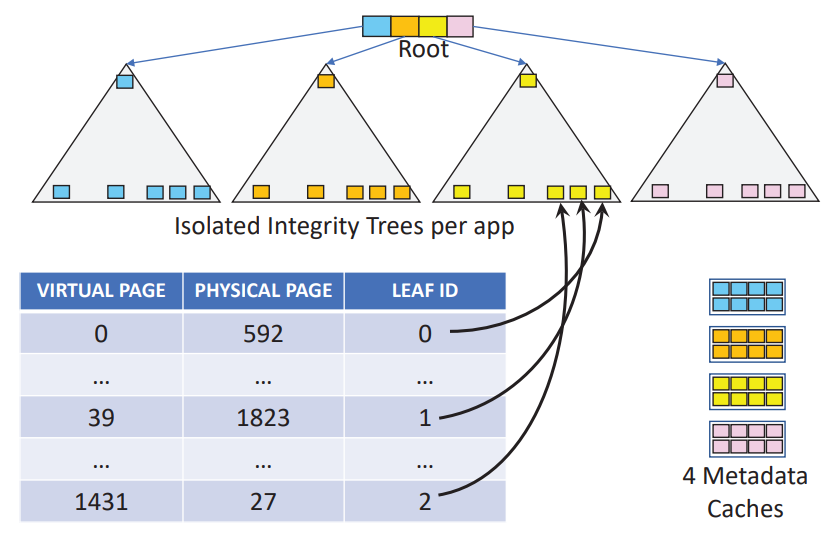 Root
Isolated Integrity Trees per app
VIRTUAL PAGE PHYSICAL PAGE LEAF ID
0 592 0
... ... ...
39 1823 1
... ... ...
1431 27 2
4 Metadata
Caches